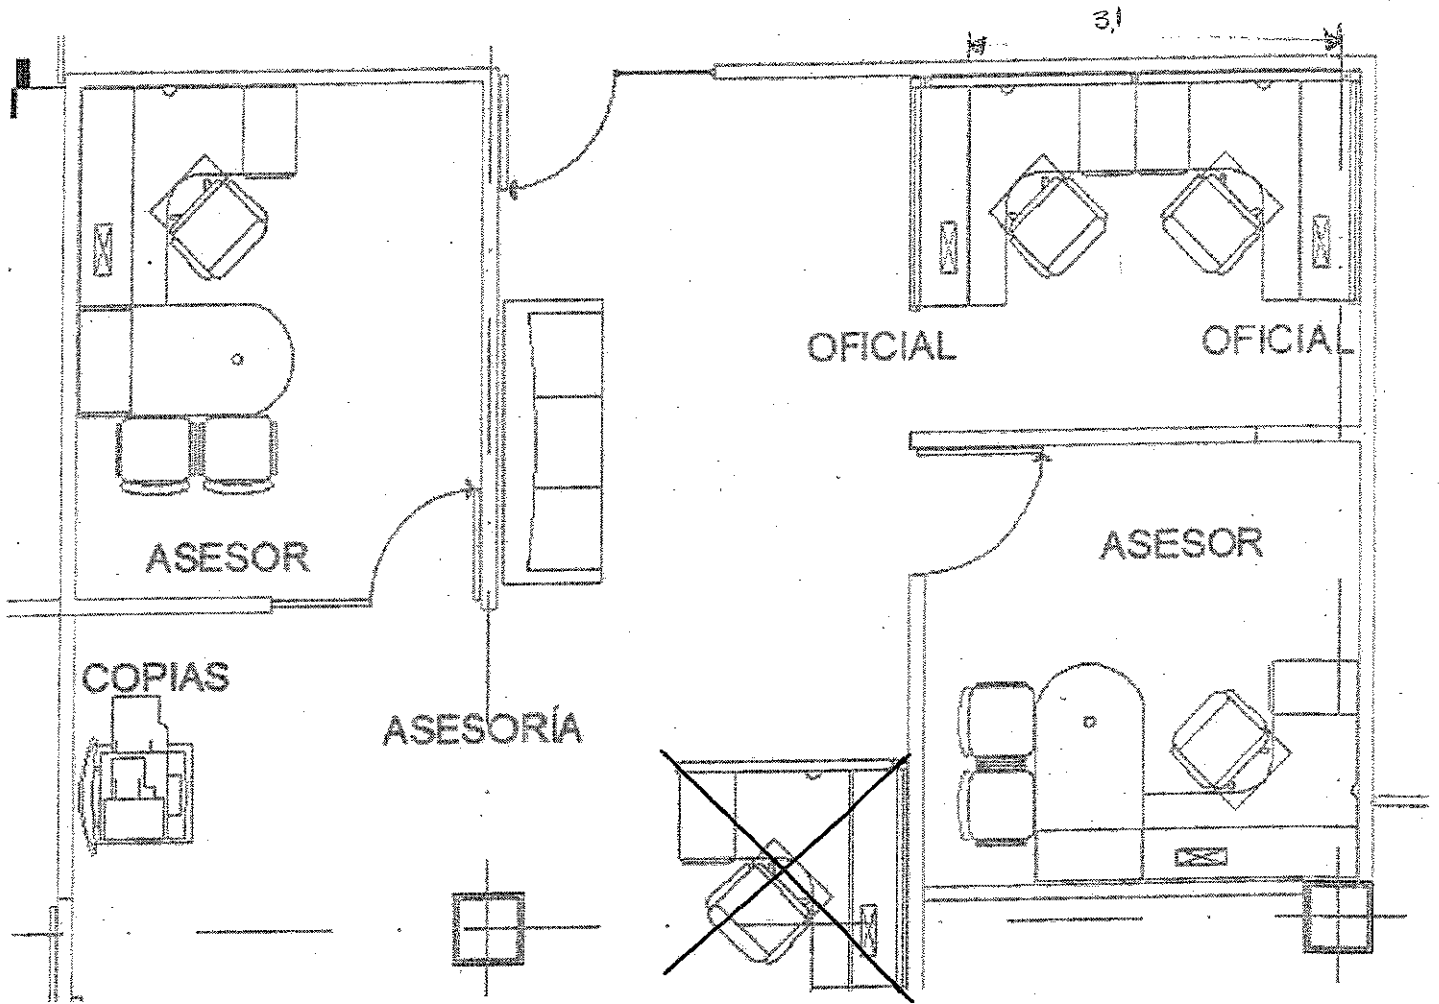 3,1
OFICIAL
OFICIAL
ASESOR
ASESOR
COPIAS
ASESORÍA